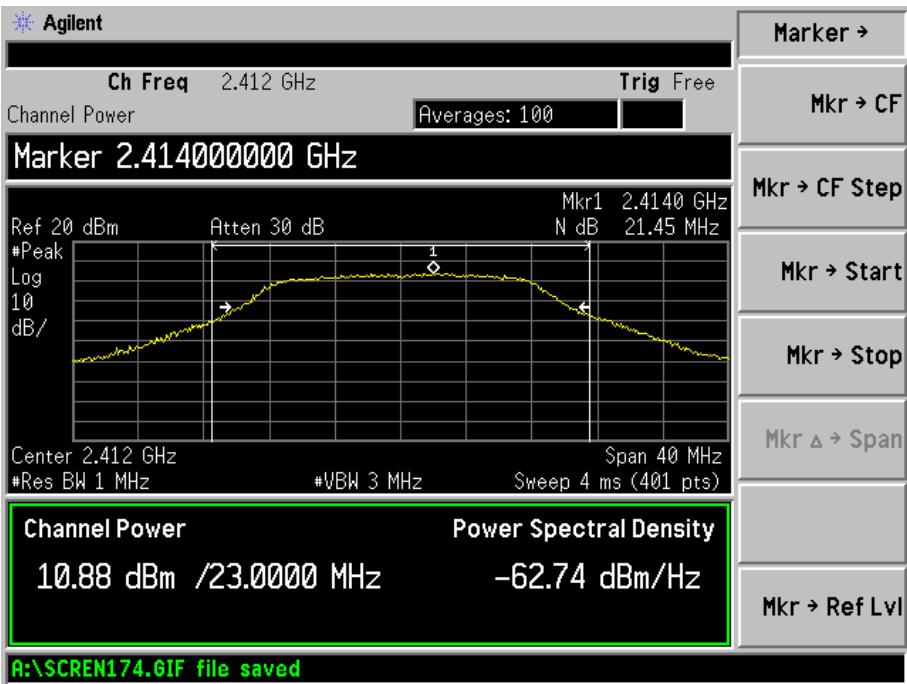 Agilent
Ch Freq 2.412 GHz Trig Free
Channel Power Averages: 100
Marker 2.414000000 GHz
Mkr1 2.4140 GHz
Ref 20 dBm Atten 30 dB N dB 21.45 MHz
#Peak
Log
10
dB/
1
Center 2.412 GHz Span 40 MHz
#Res BW 1 MHz #VBW 3 MHz Sweep 4 ms (401 pts)
Channel Power Power Spectral Density
10.88 dBm /23.0000 MHz -62.74 dBm/Hz
A:\SCREN174.GIF file saved
Marker →
Mkr → CF
Mkr → CF Step
Mkr → Start
Mkr → Stop
Mkr Δ → Span
Mkr → Ref Lvl